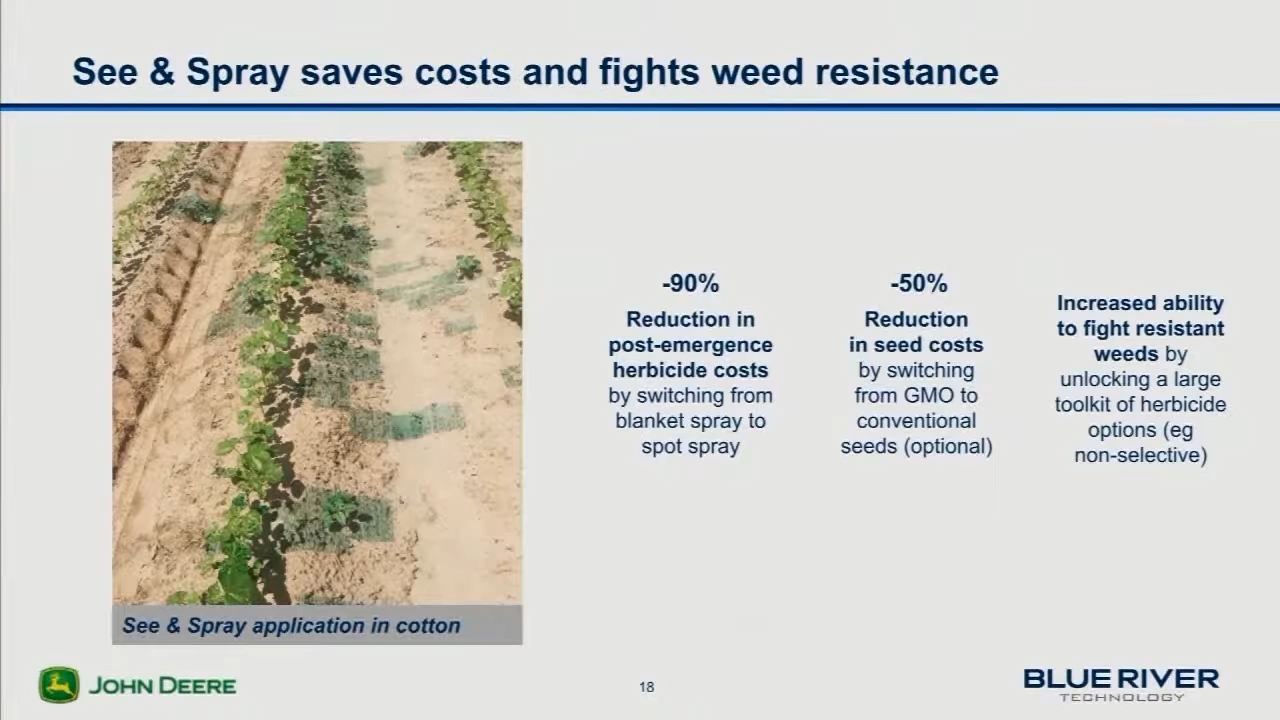 See & Spray saves costs and fights weed resistance
-90%
Reduction in
post-emergence
herbicide costs
by switching from
blanket spray to
spot spray
-50%
Reduction
in seed costs
by switching
from GMO to
conventional
seeds (optional)
Increased ability
to fight resistant
weeds by
unlocking a large
toolkit of herbicide
options (eg
non-selective)
See & Spray application in cotton
JOHN DEERE
18
BLUE RIVER
TECHNOLOGY